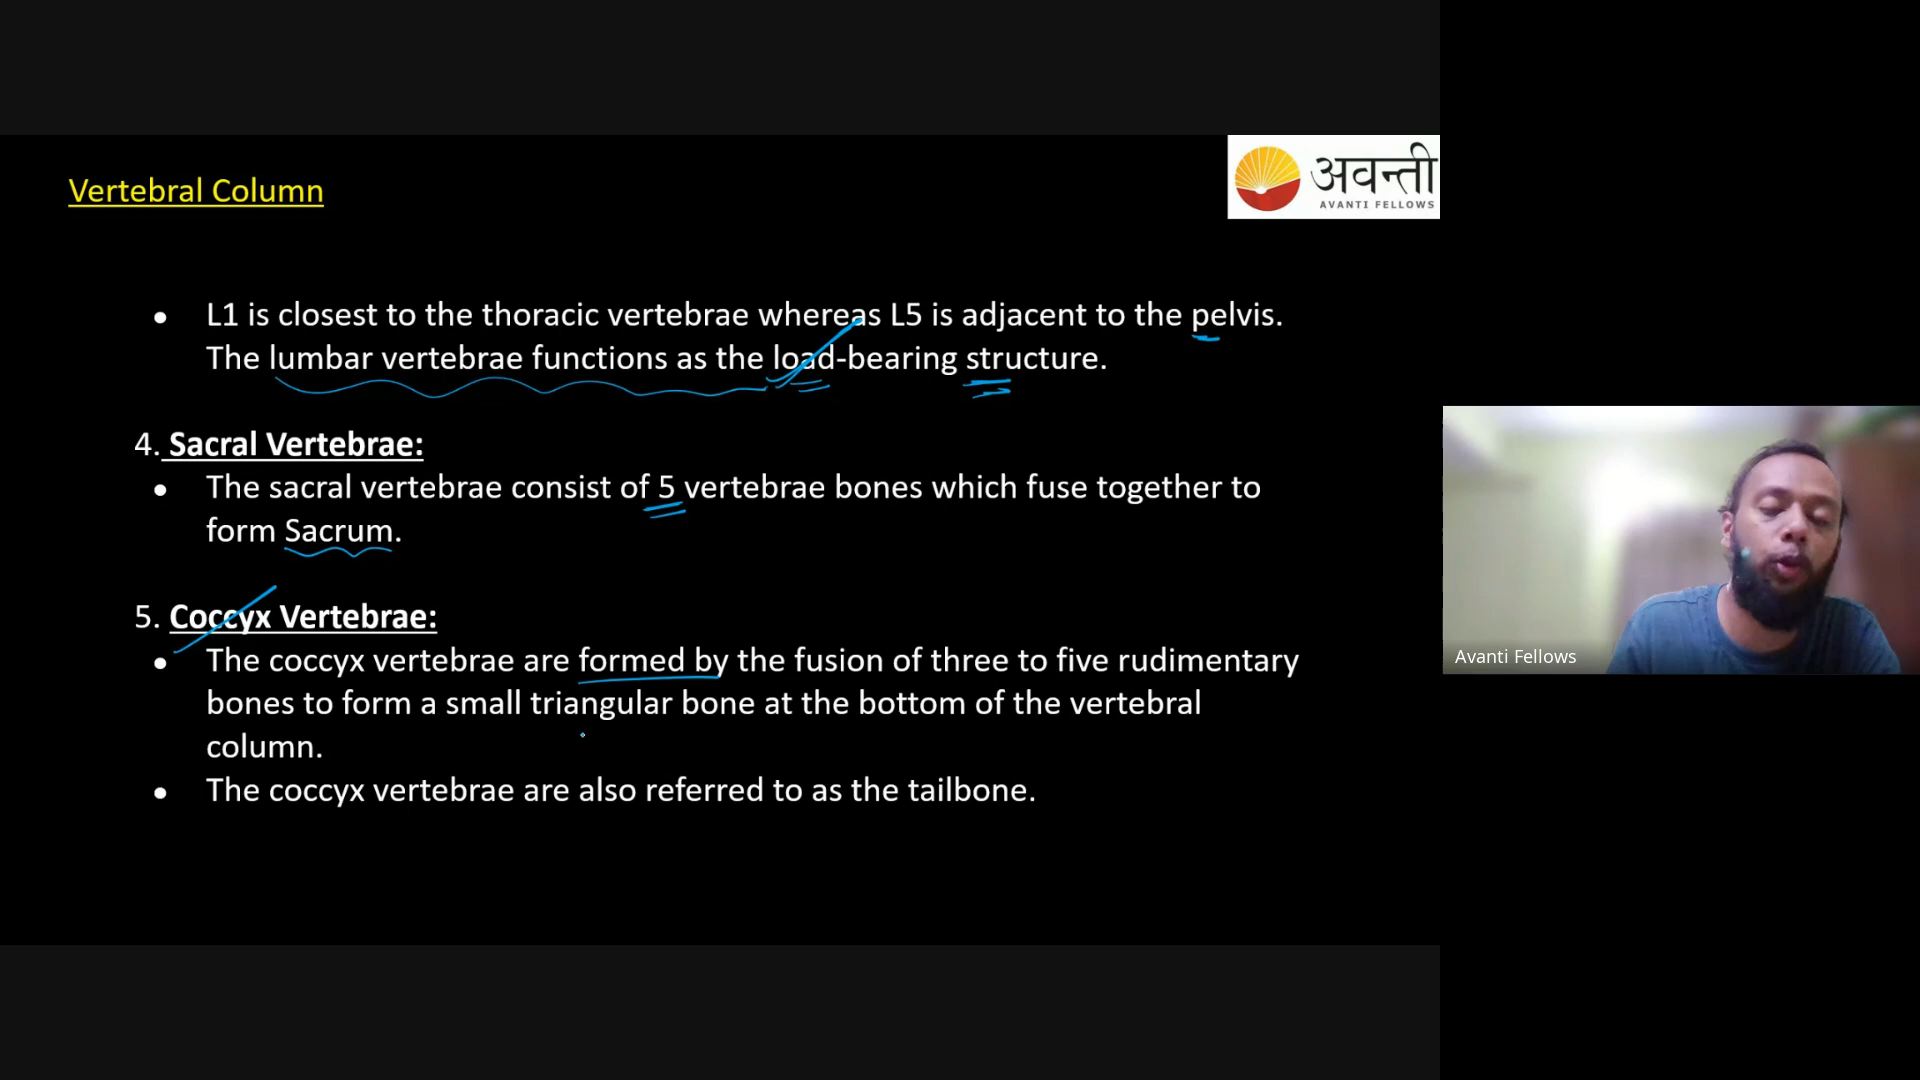 Vertebral Column
अवन्ती
AVANTI FELLOWS
• L1 is closest to the thoracic vertebrae whereas L5 is adjacent to the pelvis.
The lumbar vertebrae functions as the load-bearing structure.
4. Sacral Vertebrae:
• The sacral vertebrae consist of 5 vertebrae bones which fuse together to
form Sacrum.
5. Coccyx Vertebrae:
• The coccyx vertebrae are formed by the fusion of three to five rudimentary
bones to form a small triangular bone at the bottom of the vertebral
column.
• The coccyx vertebrae are also referred to as the tailbone.
Avanti Fellows